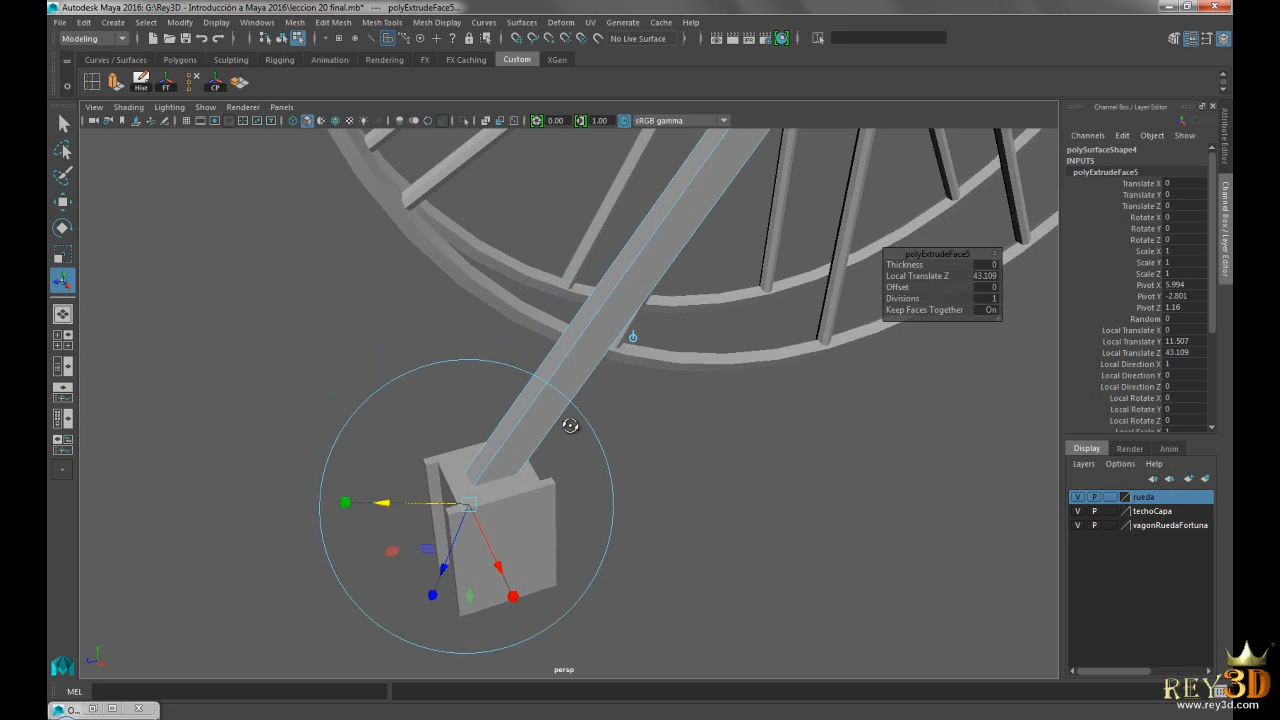 Autodesk Maya 2016: G:\Rey3D\- Introducción a Maya 2016\leccion 20 final.mb* --- polyExtrudeFace5...
File Edit Create Select Modify Display Windows Mesh Edit Mesh Mesh Tools Mesh Display Curves Surfaces Deform UV Generate Cache Help
Modeling No Live Surface
Curves / Surfaces Polygons Sculpting Rigging Animation Rendering FX FX Caching Custom XGen
Hist FT CP
View Shading Lighting Show Renderer Panels
0.00 1.00 sRGB gamma
polyExtrudeFace5
Thickness 0
Local Translate Z 43.109
Offset 0
Divisions 1
Keep Faces Together On
persp
Channel Box / Layer Editor
Channels Edit Object Show
polySurfaceShape4
INPUTS
polyExtrudeFace5
Translate X 0
Translate Y 0
Translate Z 0
Rotate X 0
Rotate Y 0
Rotate Z 0
Scale X 1
Scale Y 1
Scale Z 1
Pivot X 5.994
Pivot Y -2.801
Pivot Z 1.16
Random 0
Local Translate X 0
Local Translate Y 11.507
Local Translate Z 43.109
Local Direction X 1
Local Direction Y 0
Local Direction Z 0
Local Rotate X 0
Local Rotate Y 0
Local Rotate Z 0
Attribute Editor
Channel Box / Layer Editor
Display Render Anim
Layers Options Help
V P rueda
V P techoCapa
V P vagonRuedaFortuna
MEL
O...
REY3D
www.rey3d.com